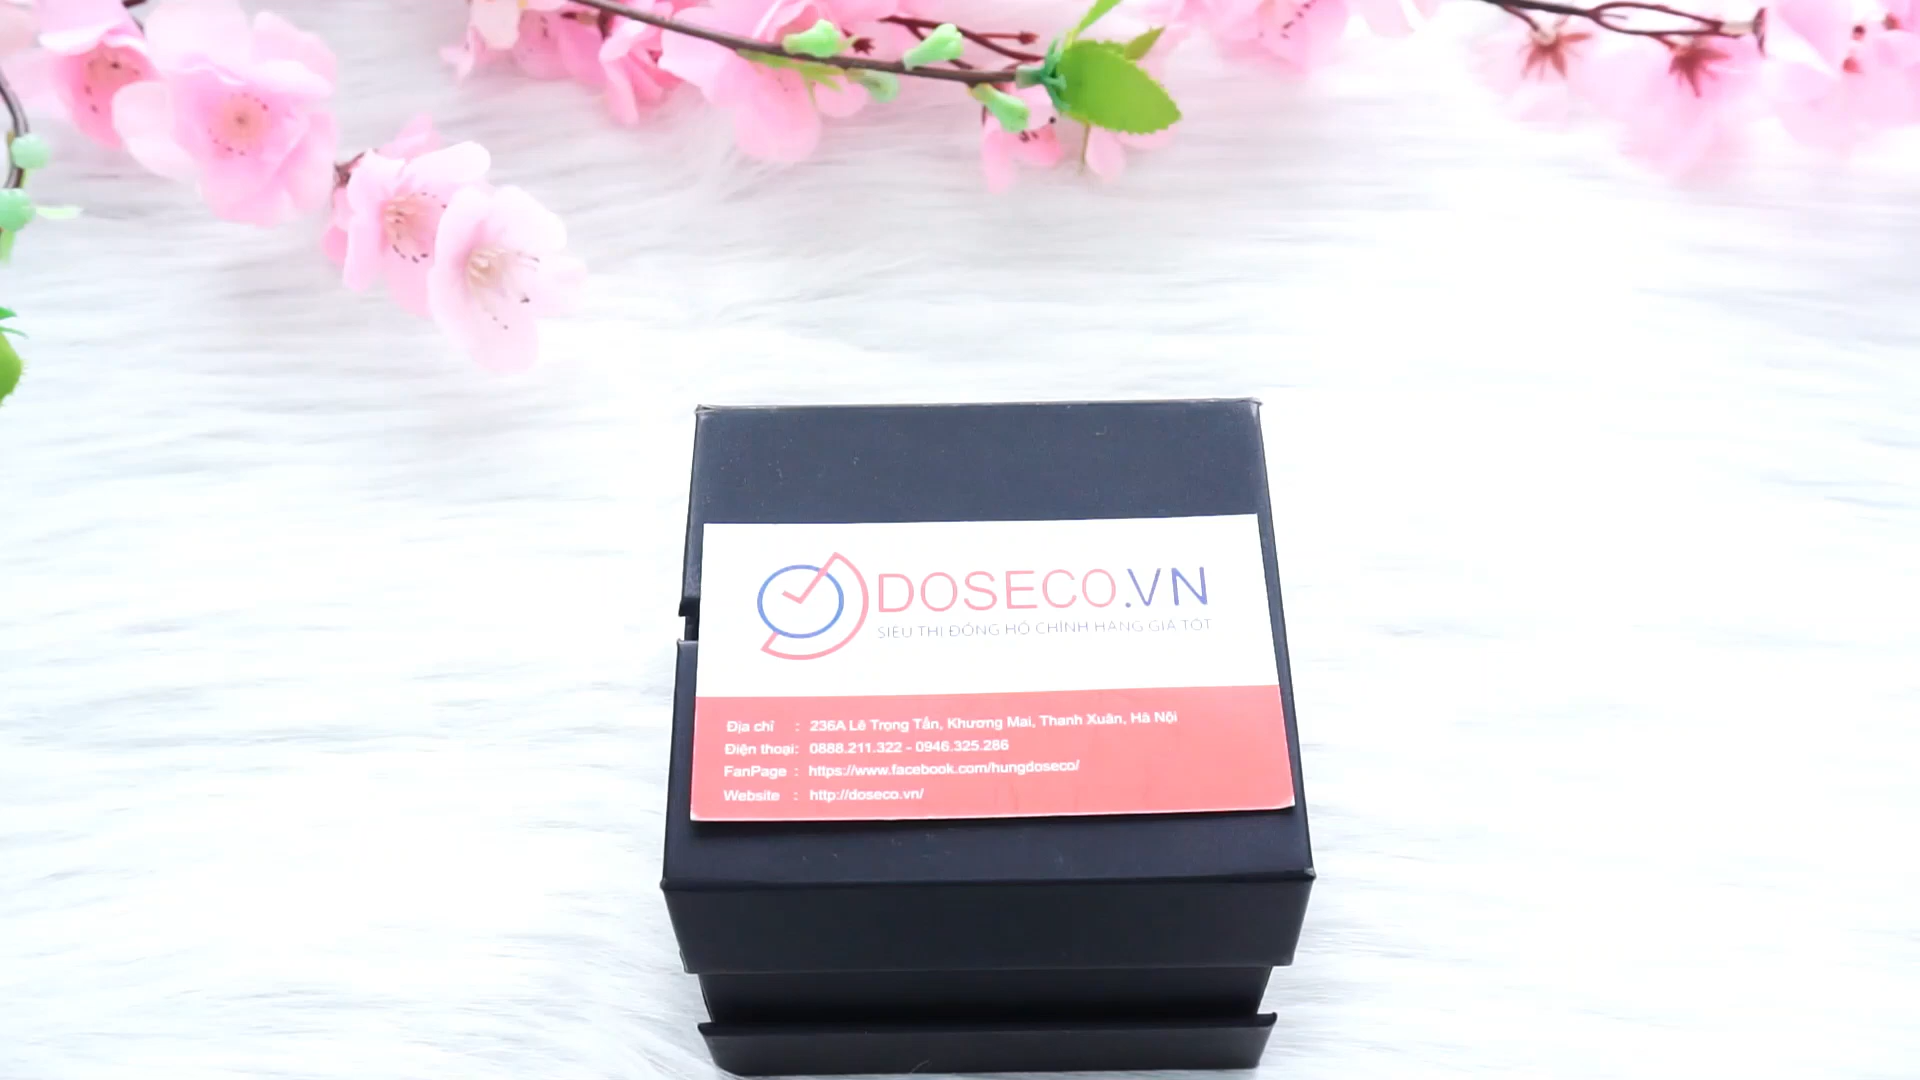 DOSECO.VN
SIÊU THỊ ĐỒNG HỒ CHÍNH HÃNG GIÁ TỐT
Địa chỉ : 236A Lê Trọng Tấn, Khương Mai, Thanh Xuân, Hà Nội
Điện thoại: 0888.211.322 - 0946.325.286
FanPage : https://www.facebook.com/hungdoseco/
Website : http://doseco.vn/